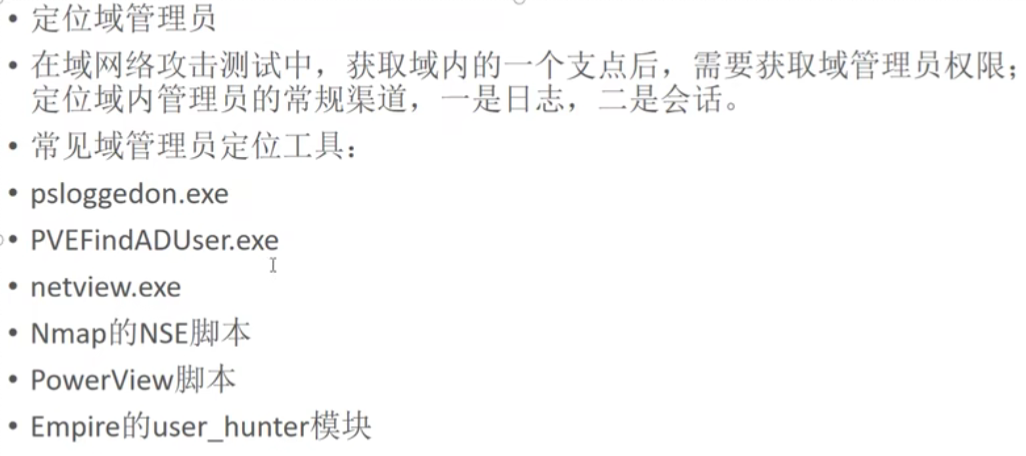 • 定位域管理员
• 在域网络攻击测试中，获取域内的一个支点后，需要获取域管理员权限；
定位域内管理员的常规渠道，一是日志，二是会话。
• 常见域管理员定位工具：
• psloggedon.exe
• PVEFindADUser.exe
• netview.exe
• Nmap的NSE脚本
• PowerView脚本
• Empire的user_hunter模块